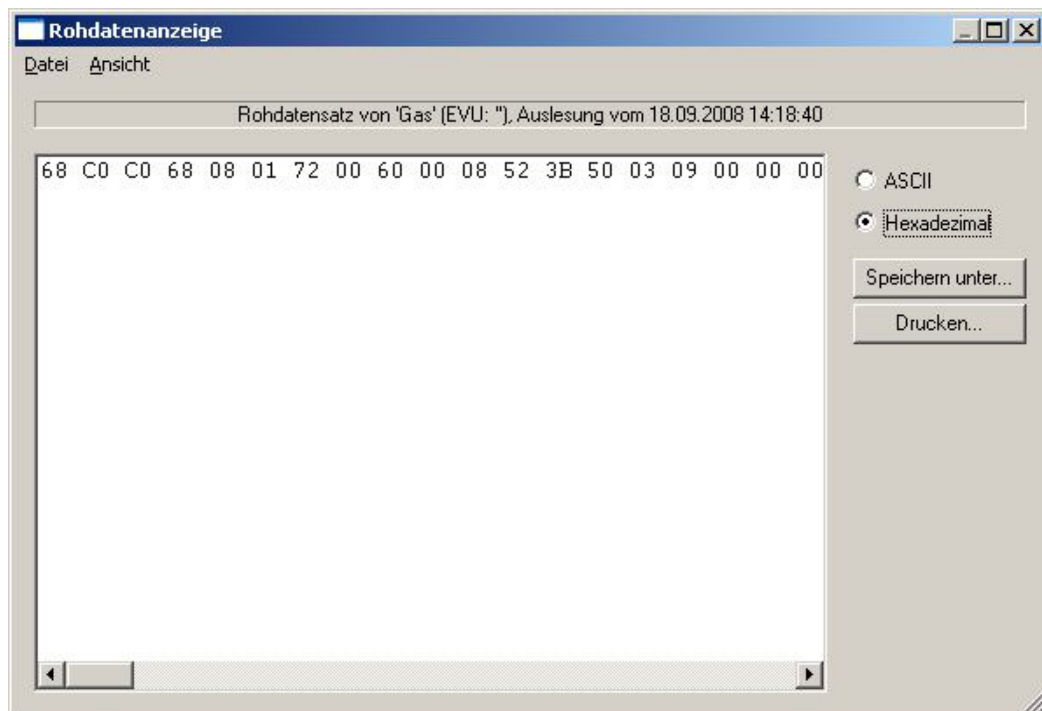 Rohdatenanzeige
Datei Ansicht
Rohdatensatz von 'Gas' (EVU: ''), Auslesung vom 18.09.2008 14:18:40
68 C0 C0 68 08 01 72 00 60 00 08 52 3B 50 03 09 00 00 00
ASCII
Hexadezimal
Speichern unter...
Drucken...